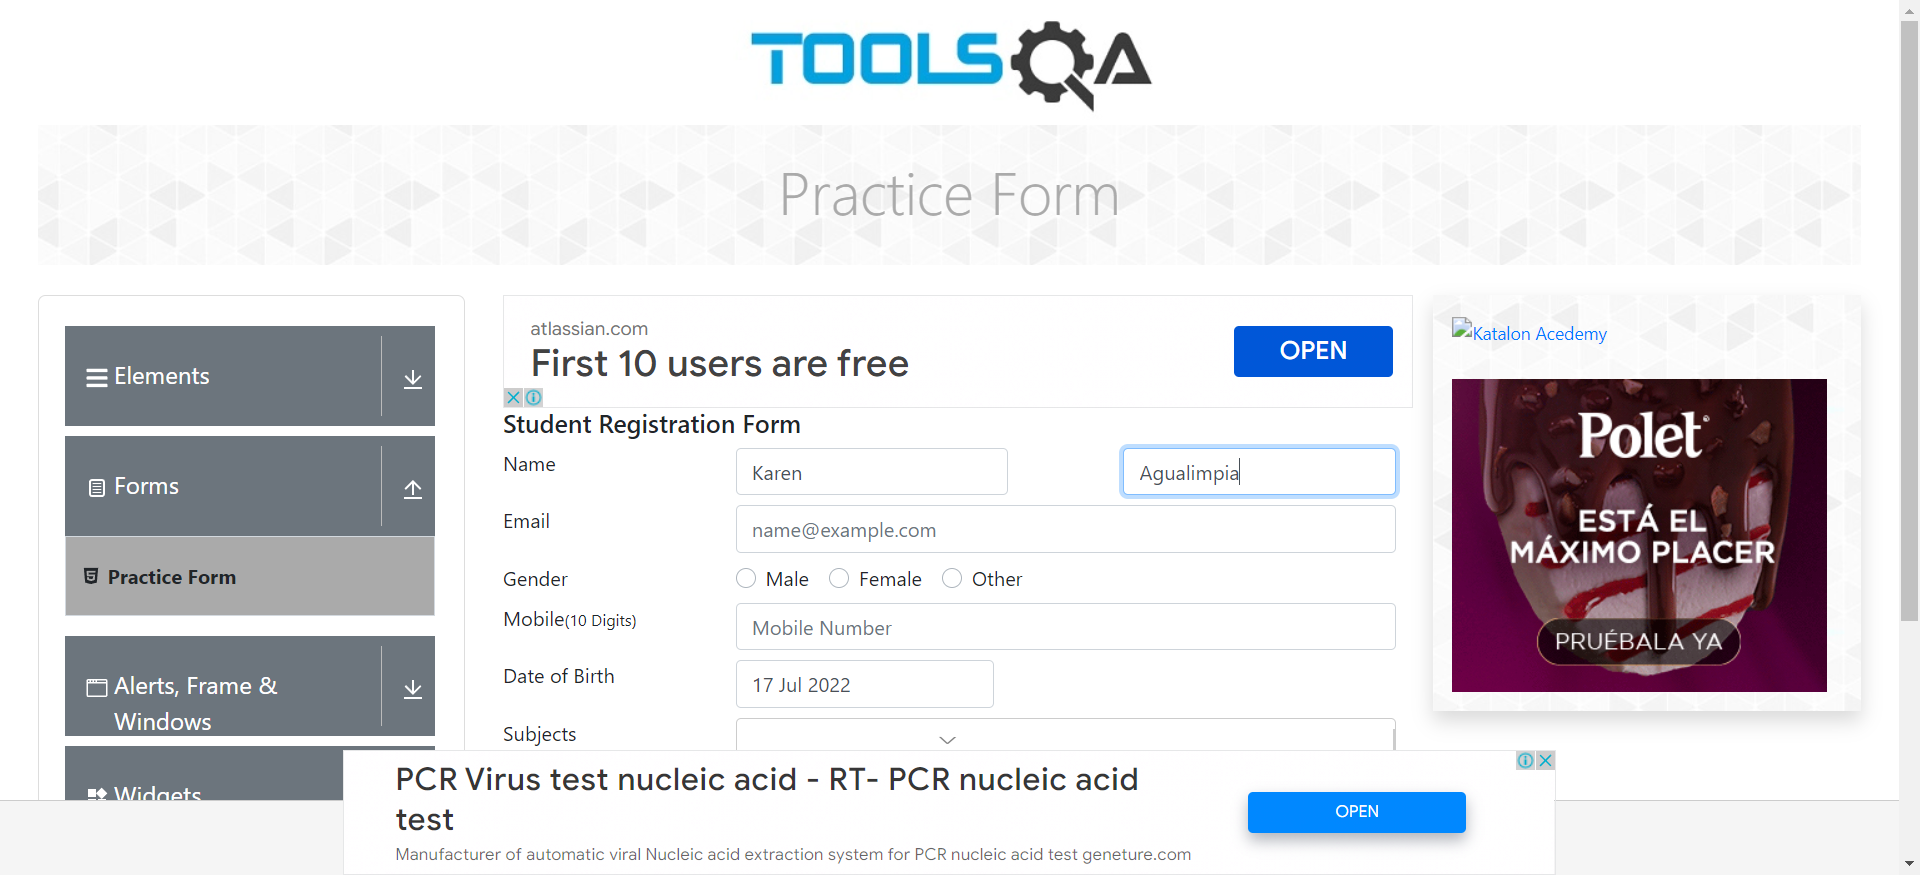 TOOLSQA
Practice Form
Elements
Forms
Practice Form
Alerts, Frame &
Windows
Widgets
atlassian.com
First 10 users are free
OPEN
Student Registration Form
Name
Karen
Agualimpia
Email
name@example.com
Gender
Male
Female
Other
Mobile(10 Digits)
Mobile Number
Date of Birth
17 Jul 2022
Subjects
Katalon Acedemy
Polet
ESTÁ EL
MÁXIMO PLACER
PRUÉBALA YA
PCR Virus test nucleic acid - RT- PCR nucleic acid
test
Manufacturer of automatic viral Nucleic acid extraction system for PCR nucleic acid test geneture.com
OPEN